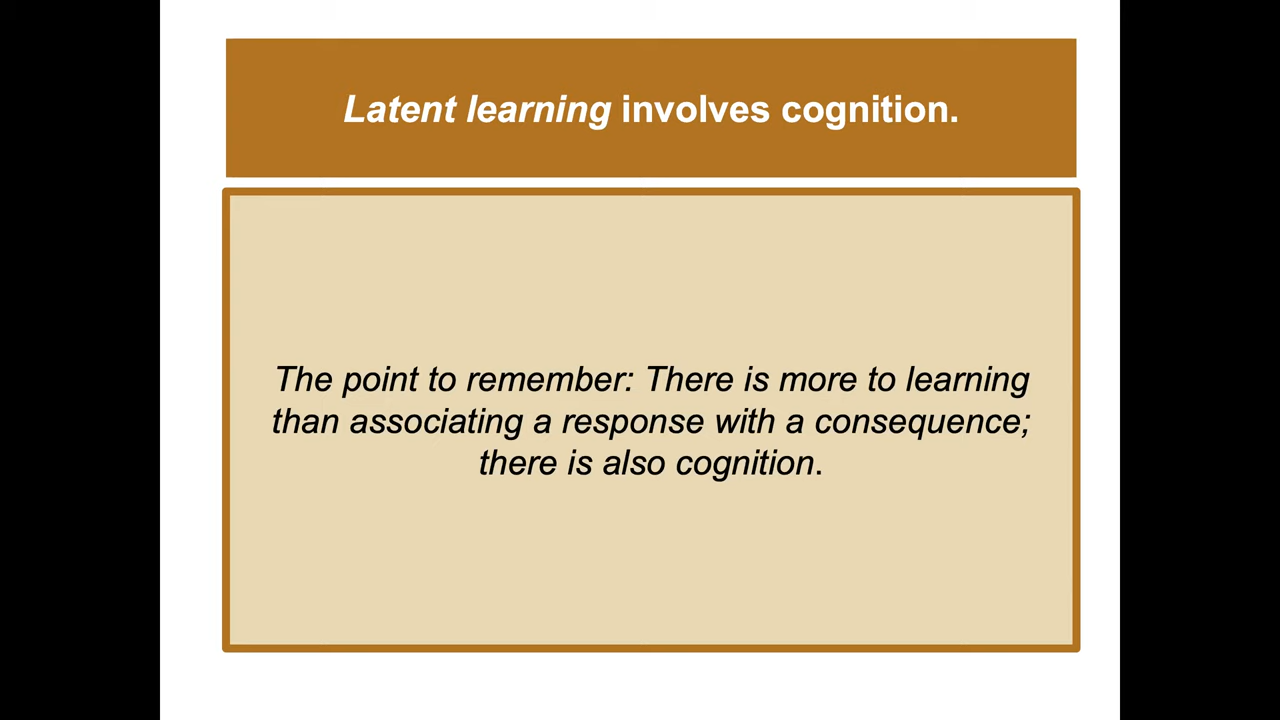 Latent learning involves cognition.
The point to remember: There is more to learning
than associating a response with a consequence;
there is also cognition.